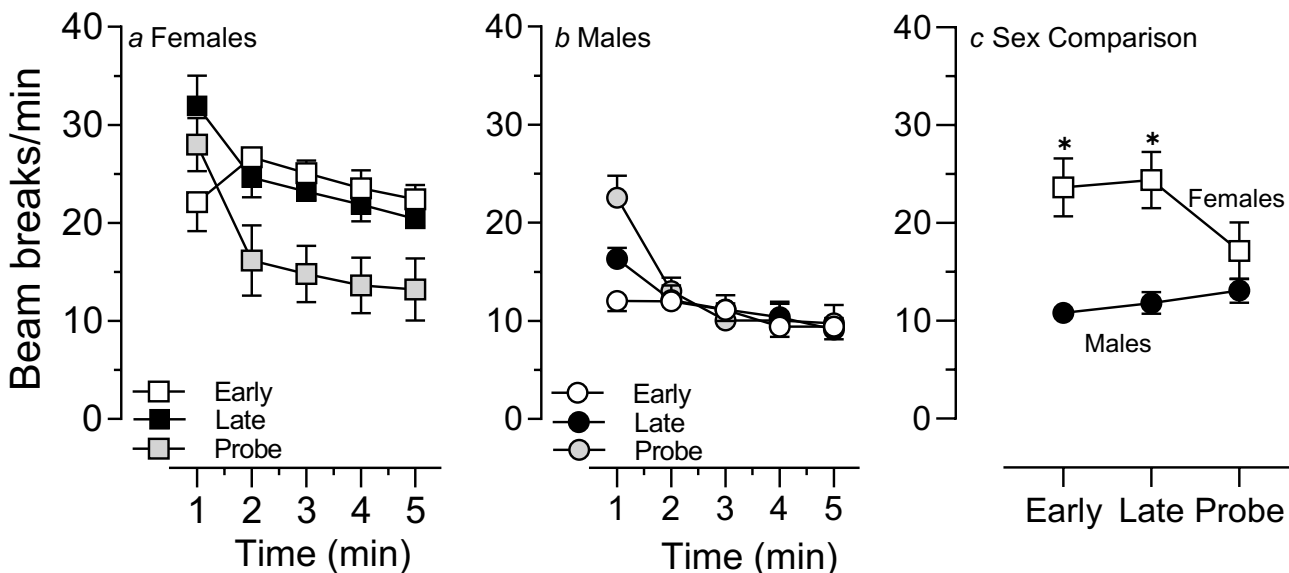 Beam breaks/min
a Females
40
30
20
10
0
Early
Late
Probe
1 2 3 4 5
Time (min)
b Males
40
30
20
10
0
Early
Late
Probe
1 2 3 4 5
Time (min)
c Sex Comparison
40
30
20
10
0
* *
Females
Males
Early Late Probe